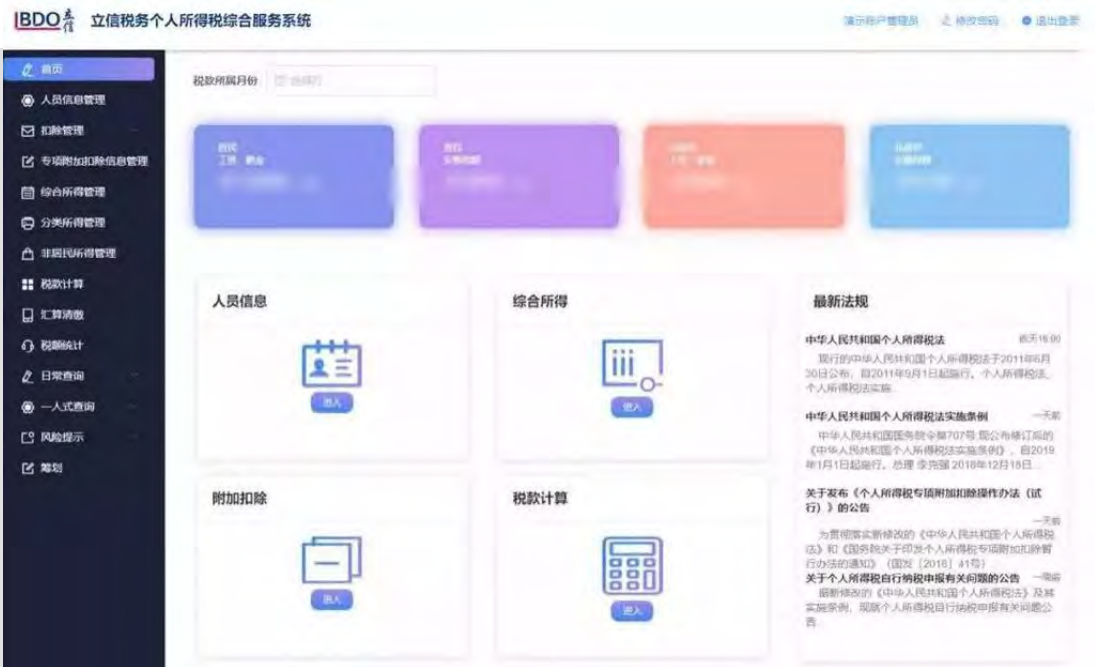 BDO 立信 立信税务个人所得税综合服务系统
演示账户管理员 修改密码 退出登录
首页
人员信息管理
扣除管理
专项附加扣除信息管理
综合所得管理
分类所得管理
非居民所得管理
税款计算
汇算清缴
税额统计
日常查询
一人式查询
风险提示
筹划
税款所属月份
人员信息
进入
综合所得
进入
附加扣除
进入
税款计算
进入
最新法规
中华人民共和国个人所得税法 昨天16:00
现行的中华人民共和国个人所得税法于2011年6月
30日公布，自2011年9月1日起施行。个人所得税法、
个人所得税法实施
中华人民共和国个人所得税法实施条例 一天前
中华人民共和国国务院令第707号 现公布修订后的
《中华人民共和国个人所得税法实施条例》，自2019
年1月1日起施行。总理 李克强 2018年12月18日...
关于发布《个人所得税专项附加扣除操作办法（试
行）》的公告
一天前
为贯彻落实新修改的《中华人民共和国个人所得税
法》和《国务院关于印发个人所得税专项附加扣除暂
行办法的通知》（国发〔2018〕41号）
关于个人所得税自行纳税申报有关问题的公告 一周前
据新修改的《中华人民共和国个人所得税法》及其
实施条例，现就个人所得税自行纳税申报有关问题公
告